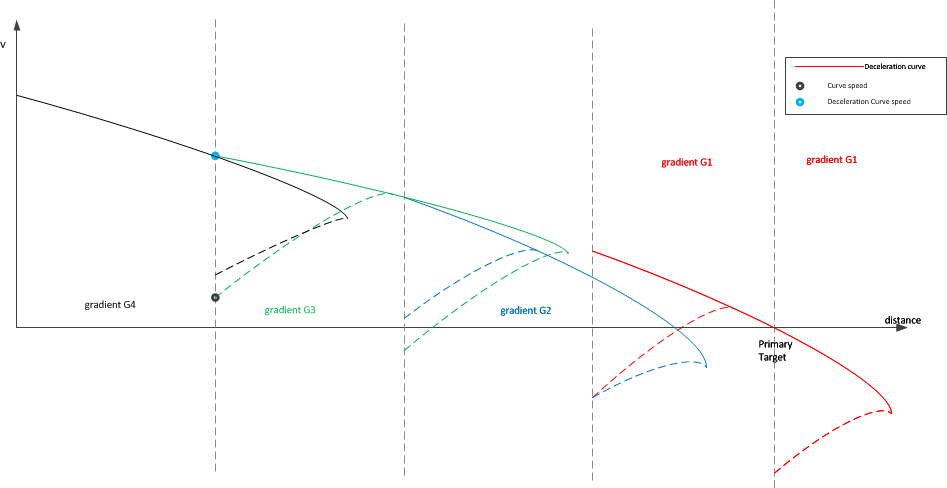 V
Deceleration curve
Curve speed
Deceleration Curve speed
gradient G1
gradient G1
gradient G4
gradient G3
gradient G2
distance
Primary
Target